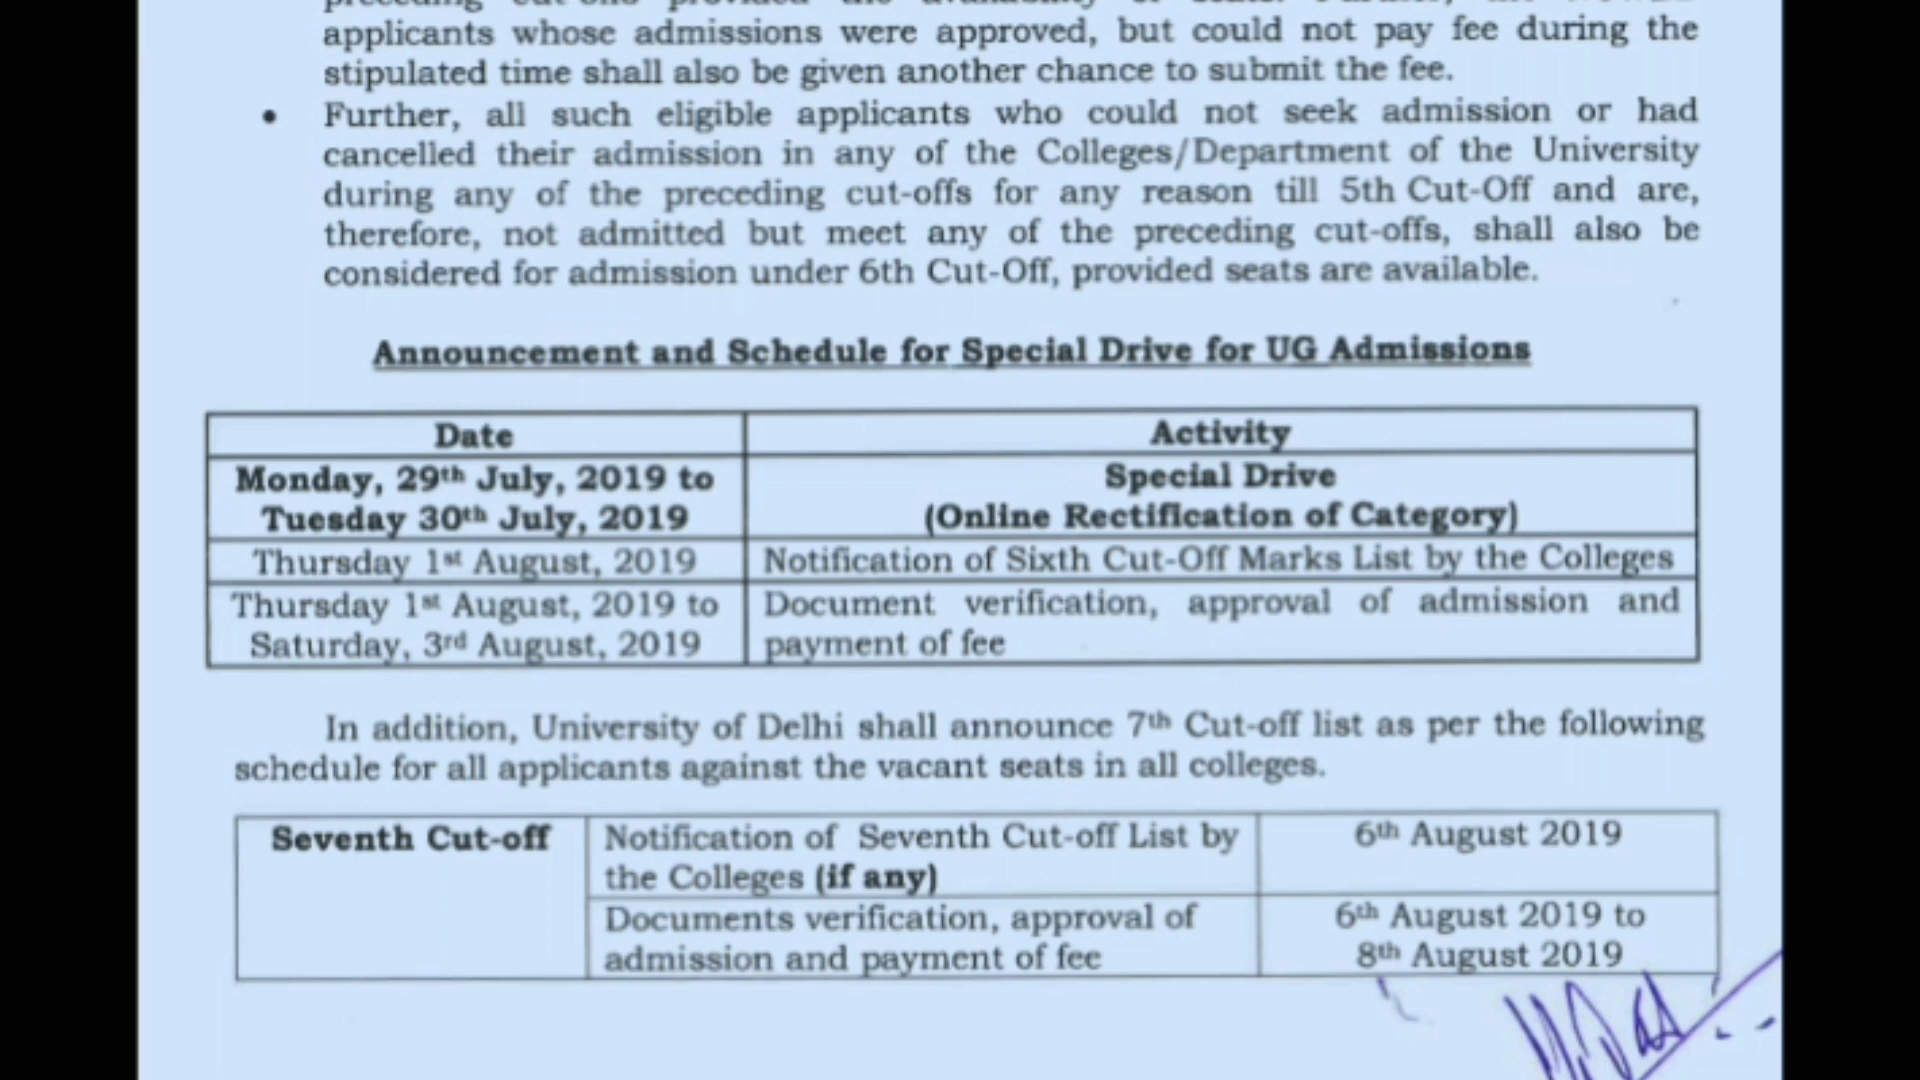 applicants whose admissions were approved, but could not pay fee during the
stipulated time shall also be given another chance to submit the fee.
• Further, all such eligible applicants who could not seek admission or had
cancelled their admission in any of the Colleges/Department of the University
during any of the preceding cut-offs for any reason till 5th Cut-Off and are,
therefore, not admitted but meet any of the preceding cut-offs, shall also be
considered for admission under 6th Cut-Off, provided seats are available.
Announcement and Schedule for Special Drive for UG Admissions
Date Activity
Monday, 29th July, 2019 to
Tuesday 30th July, 2019
Special Drive
(Online Rectification of Category)
Thursday 1st August, 2019 Notification of Sixth Cut-Off Marks List by the Colleges
Thursday 1st August, 2019 to
Saturday, 3rd August, 2019
Document verification, approval of admission and
payment of fee
In addition, University of Delhi shall announce 7th Cut-off list as per the following
schedule for all applicants against the vacant seats in all colleges.
Seventh Cut-off
Notification of Seventh Cut-off List by
the Colleges (if any)
6th August 2019
Documents verification, approval of
admission and payment of fee
6th August 2019 to
8th August 2019